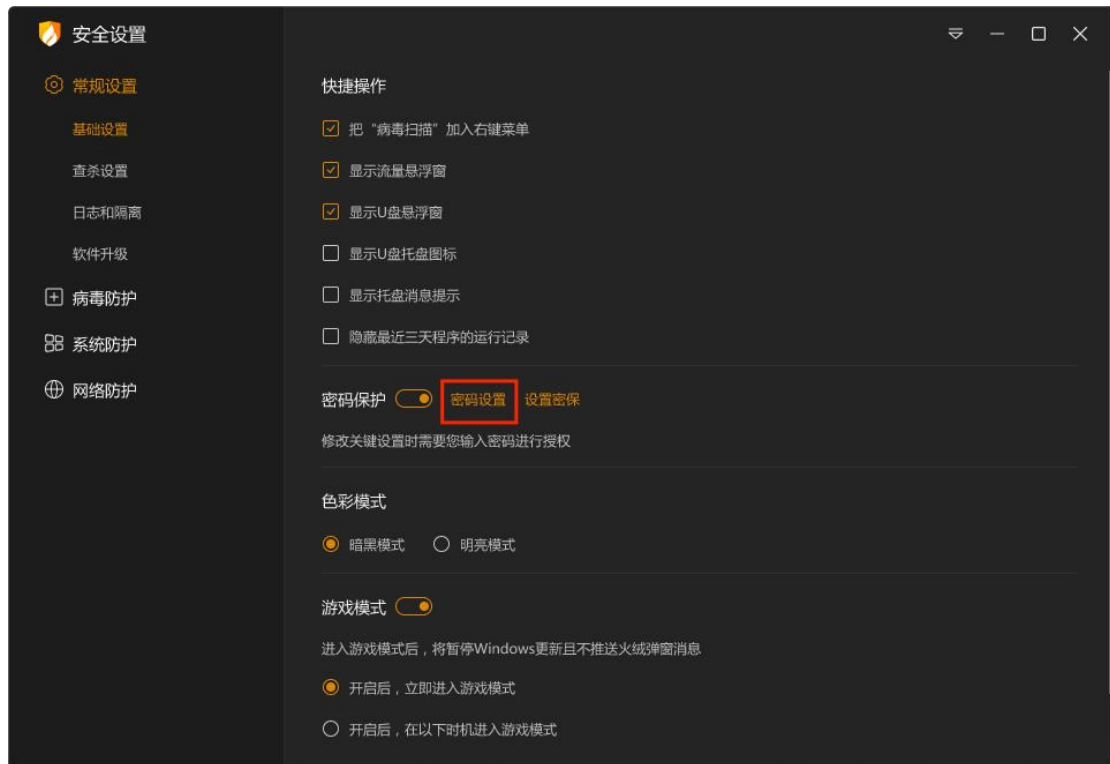 安全设置
常规设置
基础设置
查杀设置
日志和隔离
软件升级
病毒防护
系统防护
网络防护
快捷操作
把“病毒扫描”加入右键菜单
显示流量悬浮窗
显示U盘悬浮窗
显示U盘托盘图标
显示托盘消息提示
隐藏最近三天程序的运行记录
密码保护 密码设置 设置密保
修改关键设置时需要您输入密码进行授权
色彩模式
暗黑模式 明亮模式
游戏模式
进入游戏模式后，将暂停Windows更新且不推送火绒弹窗消息
开启后，立即进入游戏模式
开启后，在以下时机进入游戏模式